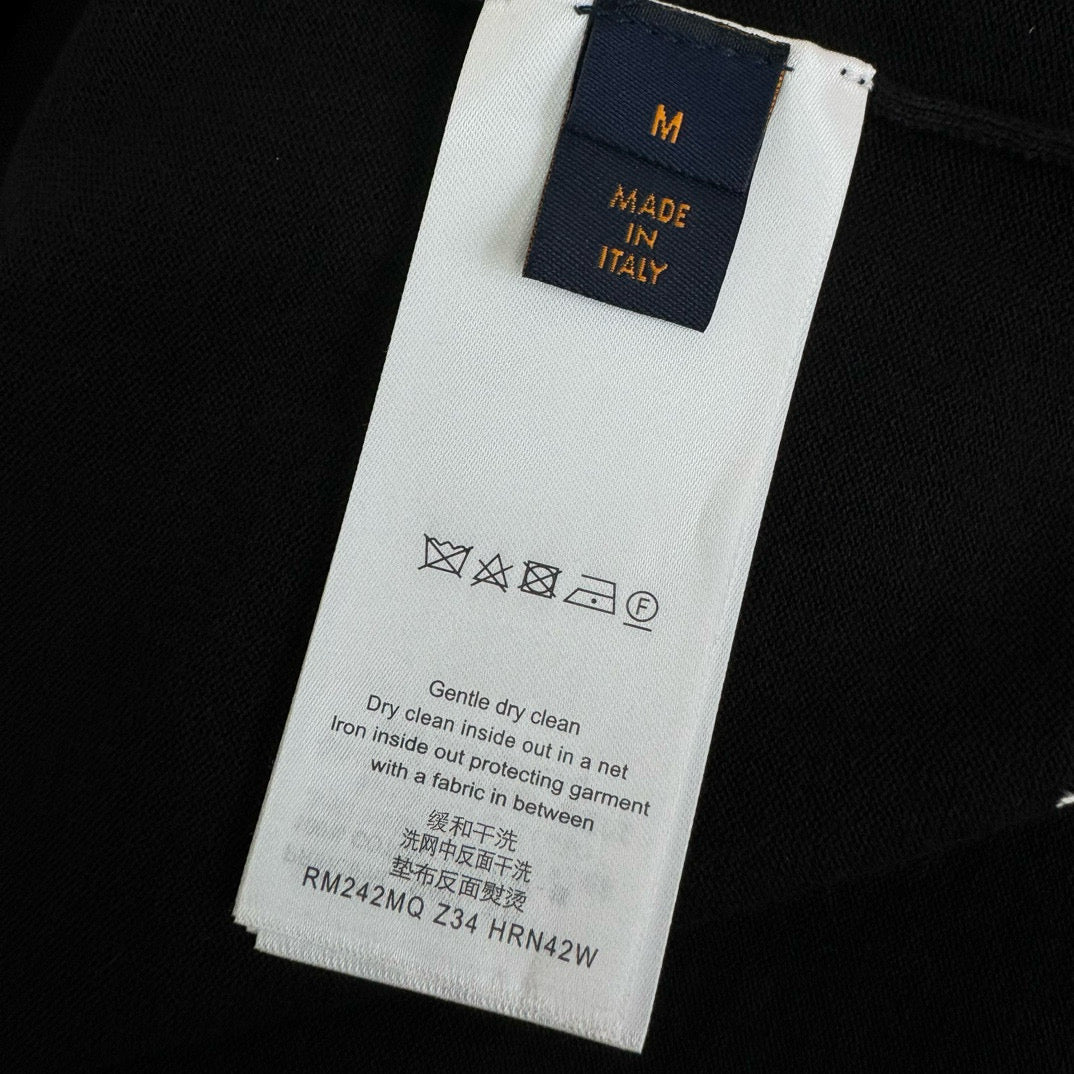 M
MADE
IN
ITALY
F
Gentle dry clean
Dry clean inside out in a net
Iron inside out protecting garment
with a fabric in between
缓和干洗
洗网中反面干洗
垫布反面熨烫
RM242MQ Z34 HRN42W